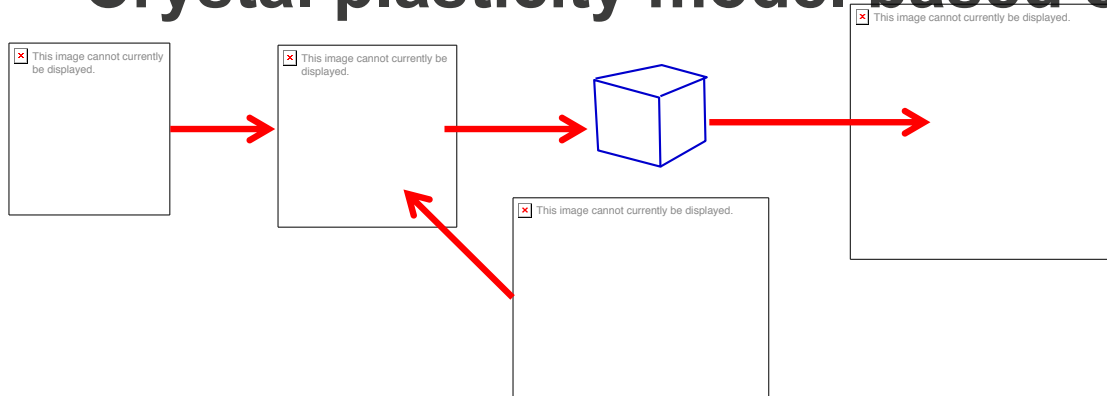 Crystal plasticity model based
This image cannot currently be displayed.
This image cannot currently
be displayed.
This image cannot currently be
displayed.
This image cannot currently be displayed.